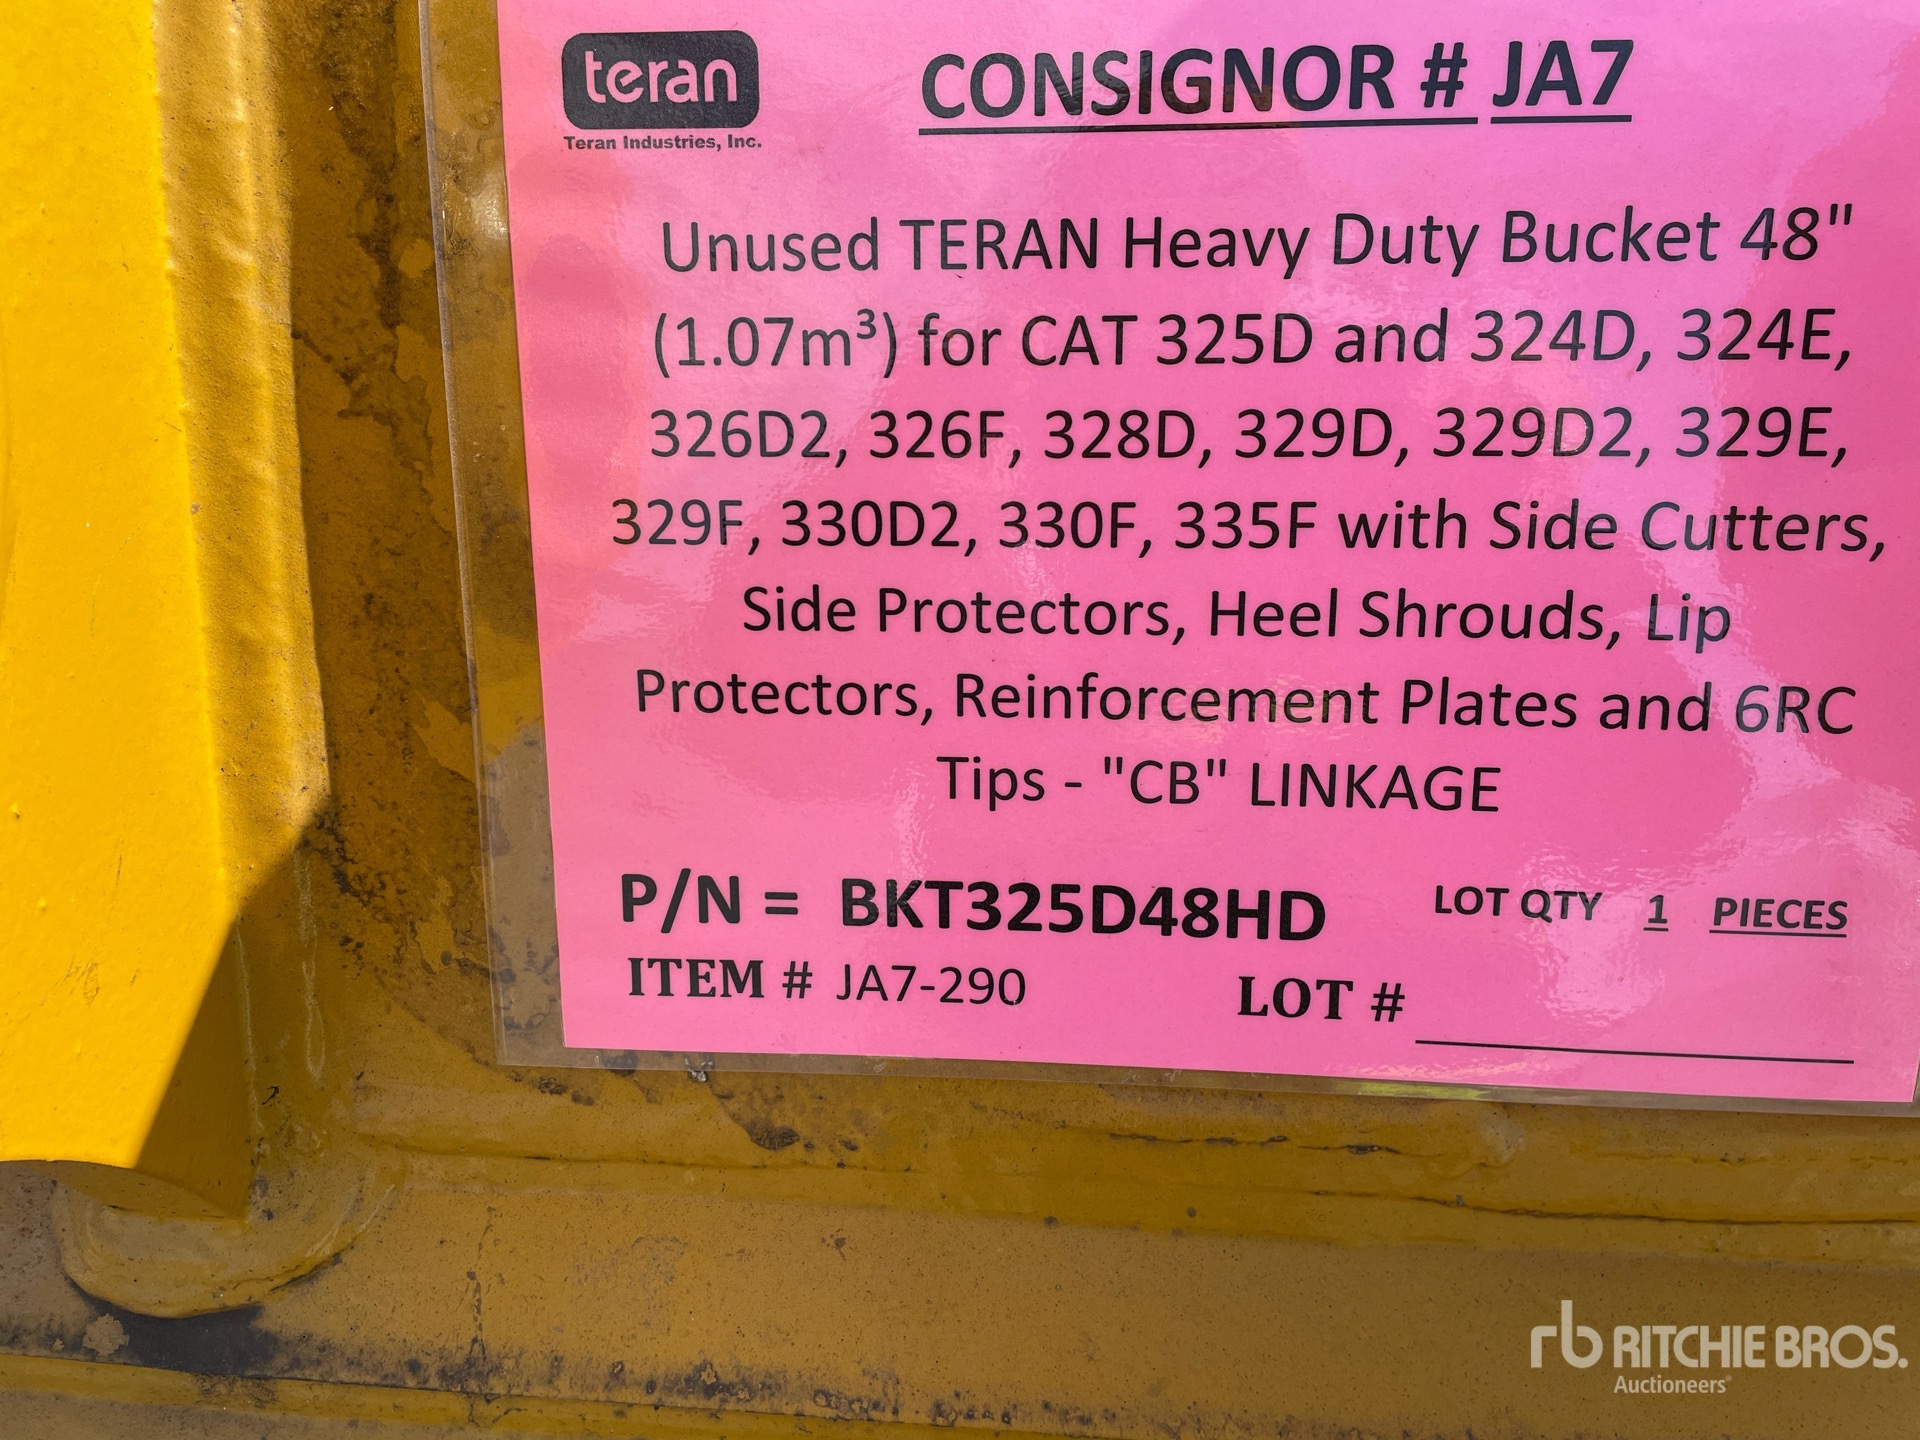 teran
Teran Industries, Inc.
CONSIGNOR # JA7
Unused TERAN Heavy Duty Bucket 48"
(1.07m³) for CAT 325D and 324D, 324E,
326D2, 326F, 328D, 329D, 329D2, 329E,
329F, 330D2, 330F, 335F with Side Cutters,
Side Protectors, Heel Shrouds, Lip
Protectors, Reinforcement Plates and 6RC
Tips - "CB" LINKAGE
P/N = BKT325D48HD LOT QTY 1 PIECES
ITEM # JA7-290 LOT #
rb RITCHIE BROS.
Auctioneers